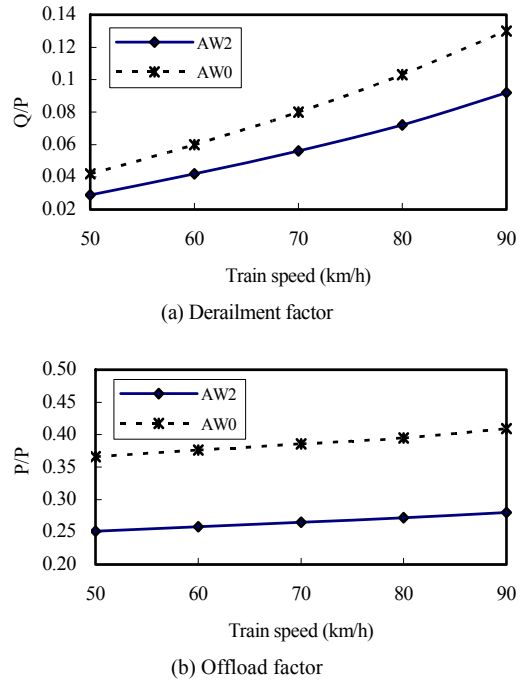 0.14
0.12
0.1
0.08
0.06
0.04
0.02
Q/P
AW2
AW0
50 60 70 80 90
Train speed (km/h)
(a) Derailment factor
0.50
0.45
0.40
0.35
0.30
0.25
0.20
P/P
AW2
AW0
50 60 70 80 90
Train speed (km/h)
(b) Offload factor